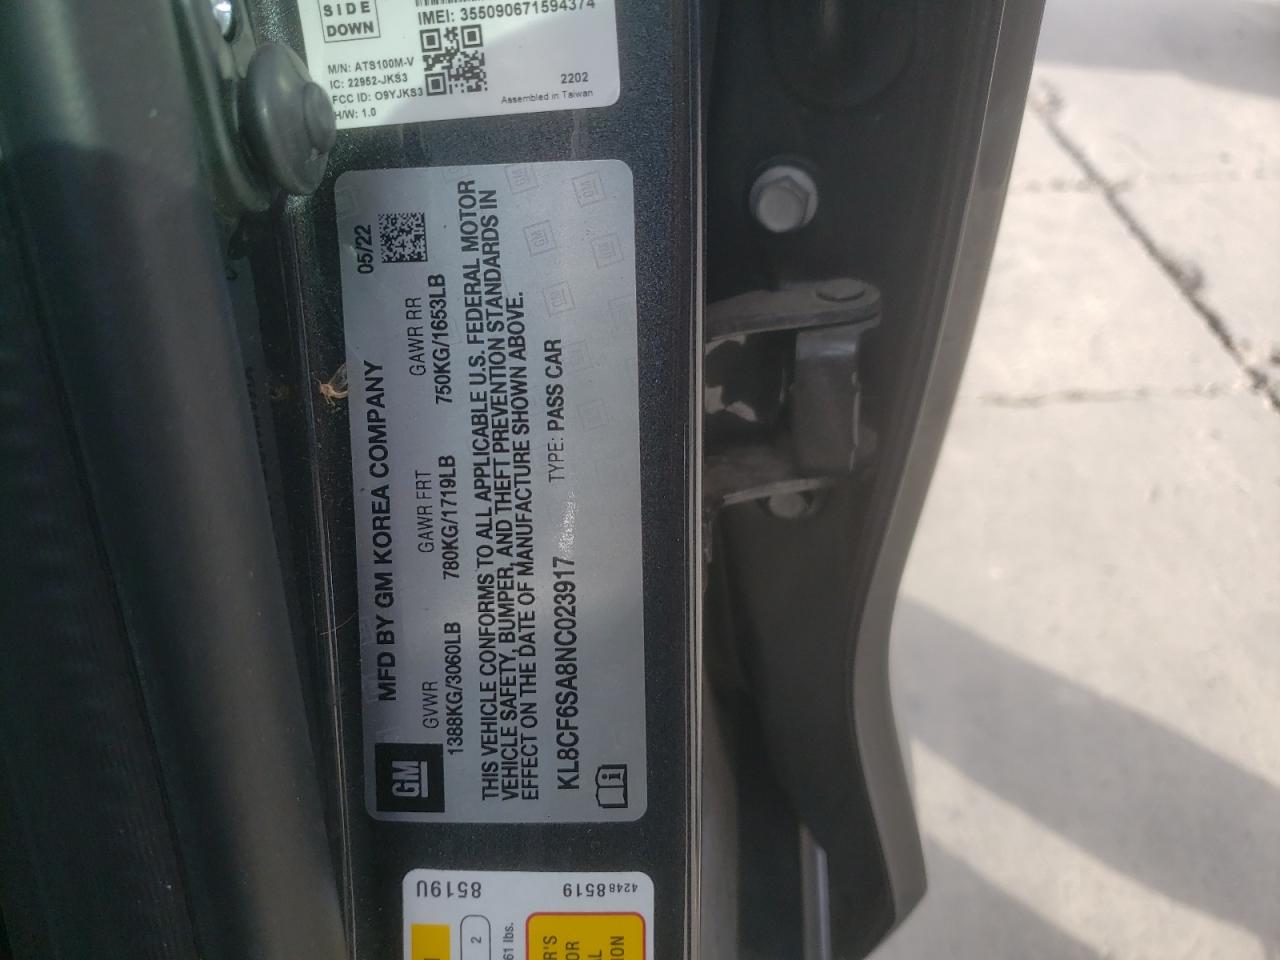 SIDE
DOWN
IMEI: 355090671594374
M/N: ATS100M-V
IC: 22952-JKS3
FCC ID: O9YJKS3
H/W: 1.0
2202
Assembled in Taiwan
MFD BY GM KOREA COMPANY
05/22
GM
GVWR GAWR FRT GAWR RR
1388KG/3060LB 780KG/1719LB 750KG/1653LB
THIS VEHICLE CONFORMS TO ALL APPLICABLE U.S. FEDERAL MOTOR
VEHICLE SAFETY, BUMPER, AND THEFT PREVENTION STANDARDS IN
EFFECT ON THE DATE OF MANUFACTURE SHOWN ABOVE.
KL8CF6SA8NC023917 TYPE: PASS CAR
8519U
42488519
2
61 lbs.